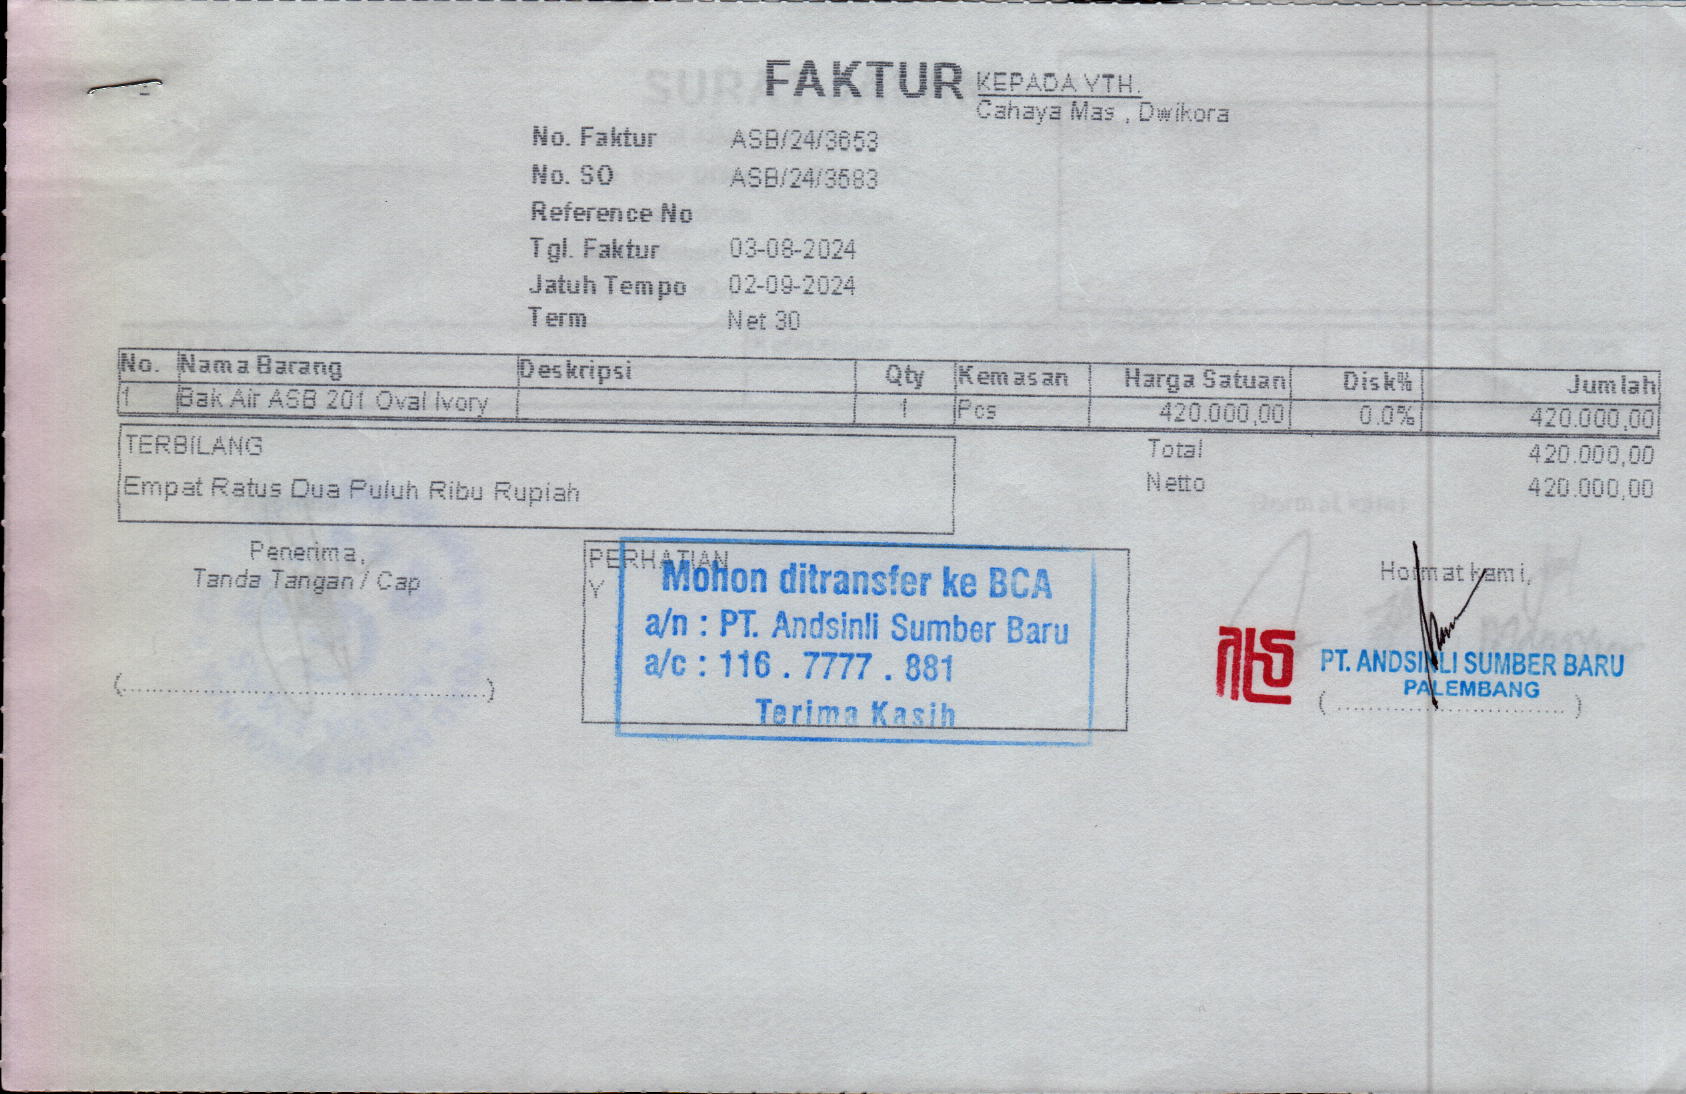 FAKTUR
KEPADA YTH.
Cahaya Mas , Dwikora
No. Faktur ASB/24/3653
No. SO ASB/24/3583
Reference No
Tgl. Faktur 03-08-2024
Jatuh Tempo 02-09-2024
Term Net 30
No. Nama Barang Deskripsi Qty Kemasan Harga Satuan Disk% Jumlah
1 Bak Air ASB 201 Oval Ivory 1 Pcs 420.000,00 0.0% 420.000,00
TERBILANG
Empat Ratus Dua Puluh Ribu Rupiah
Total 420.000,00
Netto 420.000,00
Penerima,
Tanda Tangan / Cap
(..........................................)
PERHATIAN
Y
Mohon ditransfer ke BCA
a/n : PT. Andsinli Sumber Baru
a/c : 116 . 7777 . 881
Terima Kasih
Hormat kami,
PT. ANDSINLI SUMBER BARU
PALEMBANG
( .............................. )